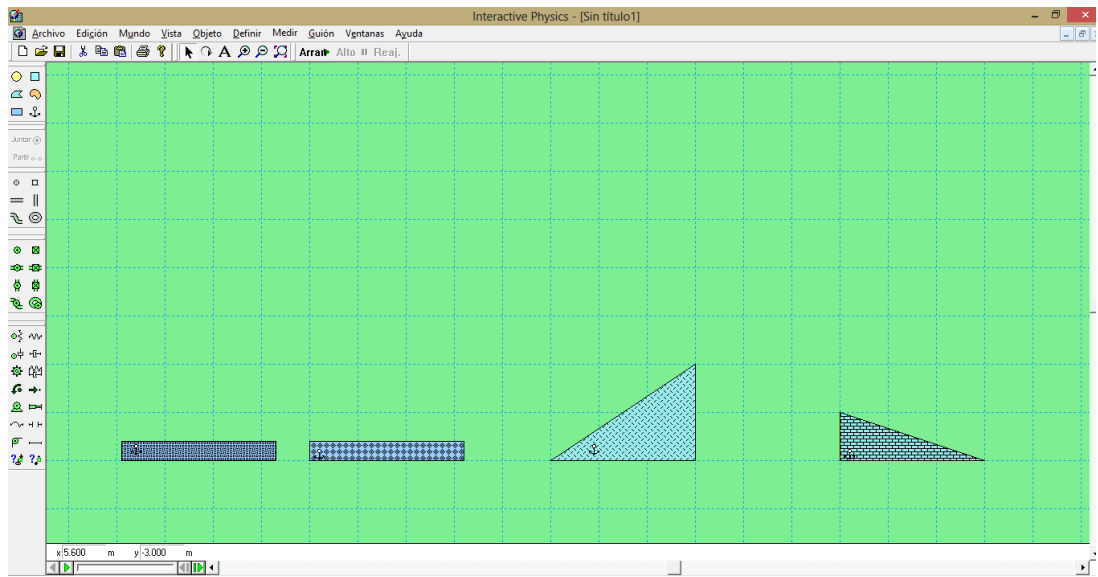 Interactive Physics - [Sin título1]
Archivo Edición Mundo Vista Objeto Definir Medir Guión Ventanas Ayuda
A Arran Alto Reaj.
Juntar
Partir
x 5.600 m y -3.000 m